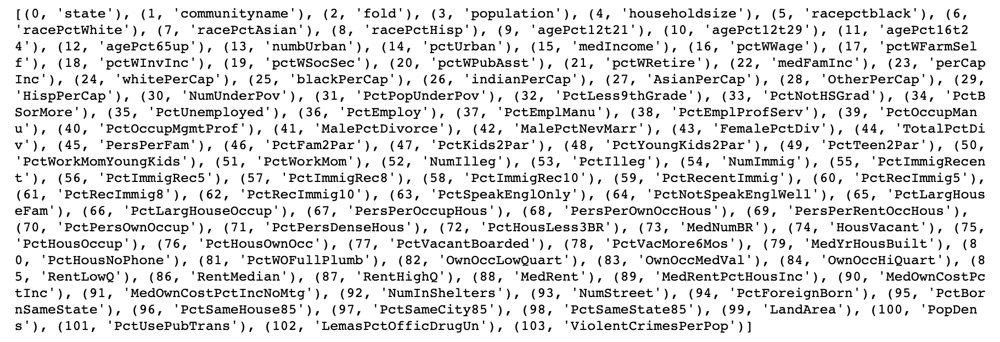 [(0, 'state'), (1, 'communityname'), (2, 'fold'), (3, 'population'), (4, 'householdsize'), (5, 'racepctblack'), (6,
'racePctWhite'), (7, 'racePctAsian'), (8, 'racePctHisp'), (9, 'agePct12t21'), (10, 'agePct12t29'), (11, 'agePct16t2
4'), (12, 'agePct65up'), (13, 'numbUrban'), (14, 'pctUrban'), (15, 'medIncome'), (16, 'pctWWage'), (17, 'pctWFarmSel
f'), (18, 'pctWInvInc'), (19, 'pctWSocSec'), (20, 'pctWPubAsst'), (21, 'pctWRetire'), (22, 'medFamInc'), (23, 'perCap
Inc'), (24, 'whitePerCap'), (25, 'blackPerCap'), (26, 'indianPerCap'), (27, 'AsianPerCap'), (28, 'OtherPerCap'), (29,
'HispPerCap'), (30, 'NumUnderPov'), (31, 'PctPopUnderPov'), (32, 'PctLess9thGrade'), (33, 'PctNotHSGrad'), (34, 'PctB
SorMore'), (35, 'PctUnemployed'), (36, 'PctEmploy'), (37, 'PctEmplManu'), (38, 'PctEmplProfServ'), (39, 'PctOccupMan
u'), (40, 'PctOccupMgmtProf'), (41, 'MalePctDivorce'), (42, 'MalePctNevMarr'), (43, 'FemalePctDiv'), (44, 'TotalPctDi
v'), (45, 'PersPerFam'), (46, 'PctFam2Par'), (47, 'PctKids2Par'), (48, 'PctYoungKids2Par'), (49, 'PctTeen2Par'), (50,
'PctWorkMomYoungKids'), (51, 'PctWorkMom'), (52, 'NumIlleg'), (53, 'PctIlleg'), (54, 'NumImmig'), (55, 'PctImmigRecen
t'), (56, 'PctImmigRec5'), (57, 'PctImmigRec8'), (58, 'PctImmigRec10'), (59, 'PctRecentImmig'), (60, 'PctRecImmig5'),
(61, 'PctRecImmig8'), (62, 'PctRecImmig10'), (63, 'PctSpeakEnglOnly'), (64, 'PctNotSpeakEnglWell'), (65, 'PctLargHous
eFam'), (66, 'PctLargHouseOccup'), (67, 'PersPerOccupHous'), (68, 'PersPerOwnOccHous'), (69, 'PersPerRentOccHous'),
(70, 'PctPersOwnOccup'), (71, 'PctPersDenseHous'), (72, 'PctHousLess3BR'), (73, 'MedNumBR'), (74, 'HousVacant'), (75,
'PctHousOccup'), (76, 'PctHousOwnOcc'), (77, 'PctVacantBoarded'), (78, 'PctVacMore6Mos'), (79, 'MedYrHousBuilt'), (8
0, 'PctHousNoPhone'), (81, 'PctWOFullPlumb'), (82, 'OwnOccLowQuart'), (83, 'OwnOccMedVal'), (84, 'OwnOccHiQuart'), (8
5, 'RentLowQ'), (86, 'RentMedian'), (87, 'RentHighQ'), (88, 'MedRent'), (89, 'MedRentPctHousInc'), (90, 'MedOwnCostPc
tInc'), (91, 'MedOwnCostPctIncNoMtg'), (92, 'NumInShelters'), (93, 'NumStreet'), (94, 'PctForeignBorn'), (95, 'PctBor
nSameState'), (96, 'PctSameHouse85'), (97, 'PctSameCity85'), (98, 'PctSameState85'), (99, 'LandArea'), (100, 'PopDen
s'), (101, 'PctUsePubTrans'), (102, 'LemasPctOfficDrugUn'), (103, 'ViolentCrimesPerPop')]